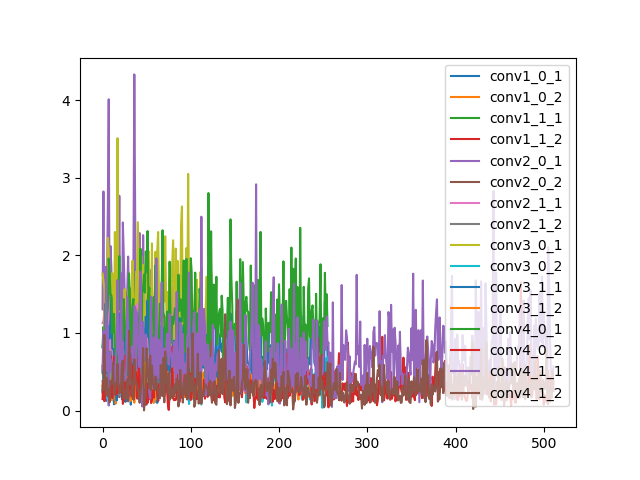 4
3
2
1
0
0 100 200 300 400 500
conv1_0_1
conv1_0_2
conv1_1_1
conv1_1_2
conv2_0_1
conv2_0_2
conv2_1_1
conv2_1_2
conv3_0_1
conv3_0_2
conv3_1_1
conv3_1_2
conv4_0_1
conv4_0_2
conv4_1_1
conv4_1_2